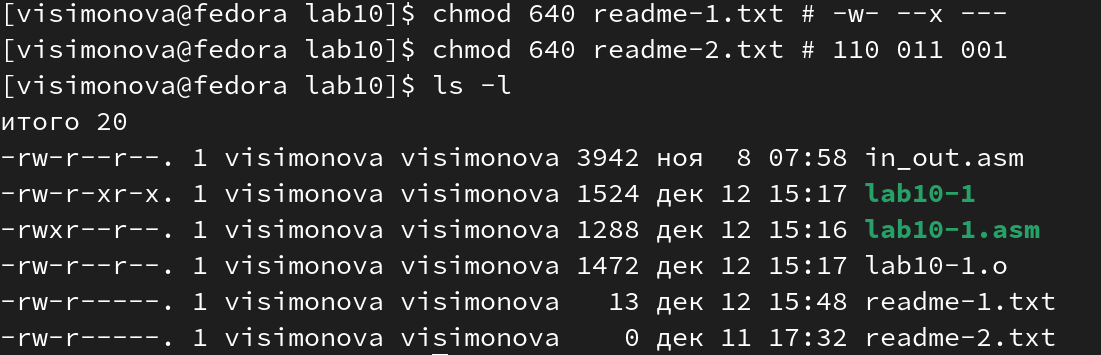 [visimonova@fedora lab10]$ chmod 640 readme-1.txt # -w- --x ---
[visimonova@fedora lab10]$ chmod 640 readme-2.txt # 110 011 001
[visimonova@fedora lab10]$ ls -l
итого 20
-rw-r--r--. 1 visimonova visimonova 3942 ноя  8 07:58 in_out.asm
-rw-r-xr-x. 1 visimonova visimonova 1524 дек 12 15:17 lab10-1
-rwxr--r--. 1 visimonova visimonova 1288 дек 12 15:16 lab10-1.asm
-rw-r--r--. 1 visimonova visimonova 1472 дек 12 15:17 lab10-1.o
-rw-r-----. 1 visimonova visimonova   13 дек 12 15:48 readme-1.txt
-rw-r-----. 1 visimonova visimonova    0 дек 11 17:32 readme-2.txt